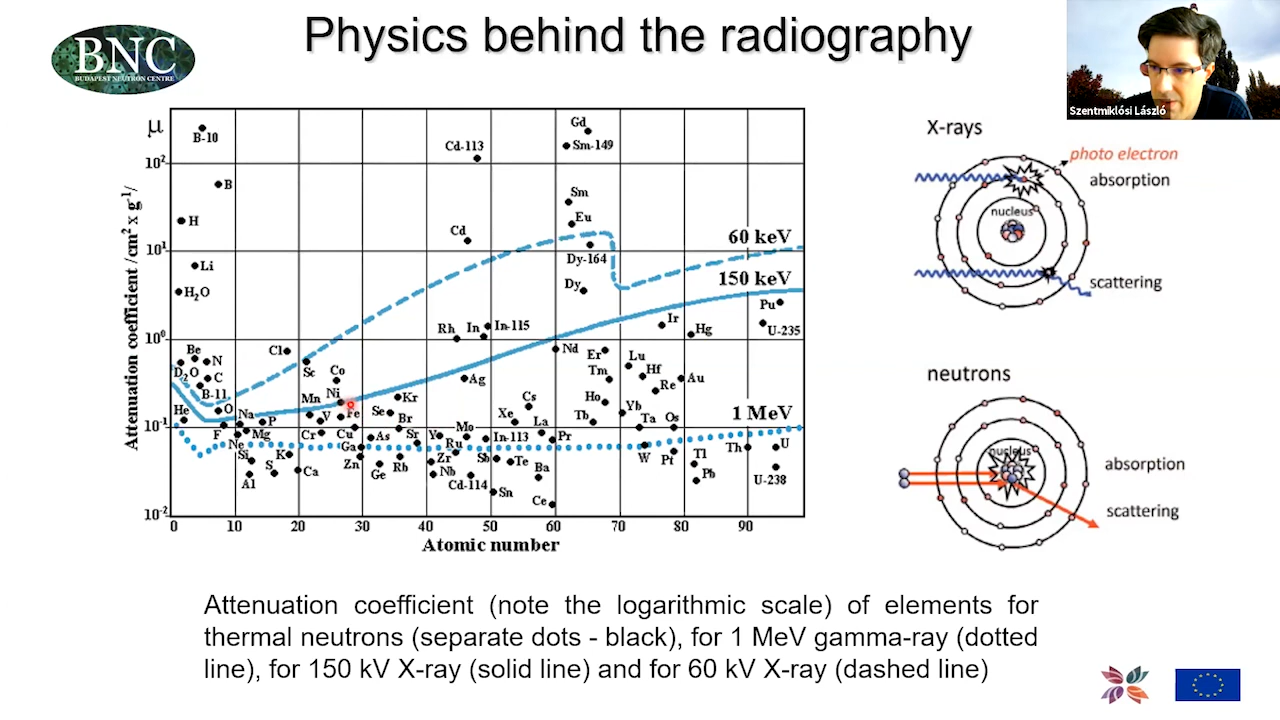 Physics behind the radiography
BNC
BUDAPEST NEUTRON CENTRE
Szentmiklósi László
μ
Attenuation coefficient /cm² x g⁻¹/
10²
10¹
10⁰
10⁻¹
10⁻²
0 10 20 30 40 50 60 70 80 90
Atomic number
B-10
B
H
Li
H₂O
Be
N
D₂O
C
B-11
He
O
F
Na
Ne
Mg
P
Si
Al
S
K
Ca
Cl
Sc
Co
Ni
Mn
V
Fe
Cr
Cu
Ga
Zn
Ge
As
Se
Kr
Br
Sr
Rb
Y
Zr
Nb
Mo
Ru
Cd-114
Cd-113
Cd
Rh
In
In-115
Ag
Cs
Xe
La
In-113
Pr
Sb
Te
Sn
Ba
Ce
Gd
Sm-149
Sm
Eu
Dy-164
Dy
Nd
Er
Tm
Ho
Tb
Yb
Lu
Hf
Re
Ta
Os
W
Pt
Ir
Hg
Au
Tl
Pb
Pu
U-235
Th
U
U-238
60 keV
150 keV
1 MeV
X-rays
photo electron
absorption
nucleus
scattering
neutrons
nucleus
absorption
scattering
Attenuation coefficient (note the logarithmic scale) of elements for
thermal neutrons (separate dots - black), for 1 MeV gamma-ray (dotted
line), for 150 kV X-ray (solid line) and for 60 kV X-ray (dashed line)